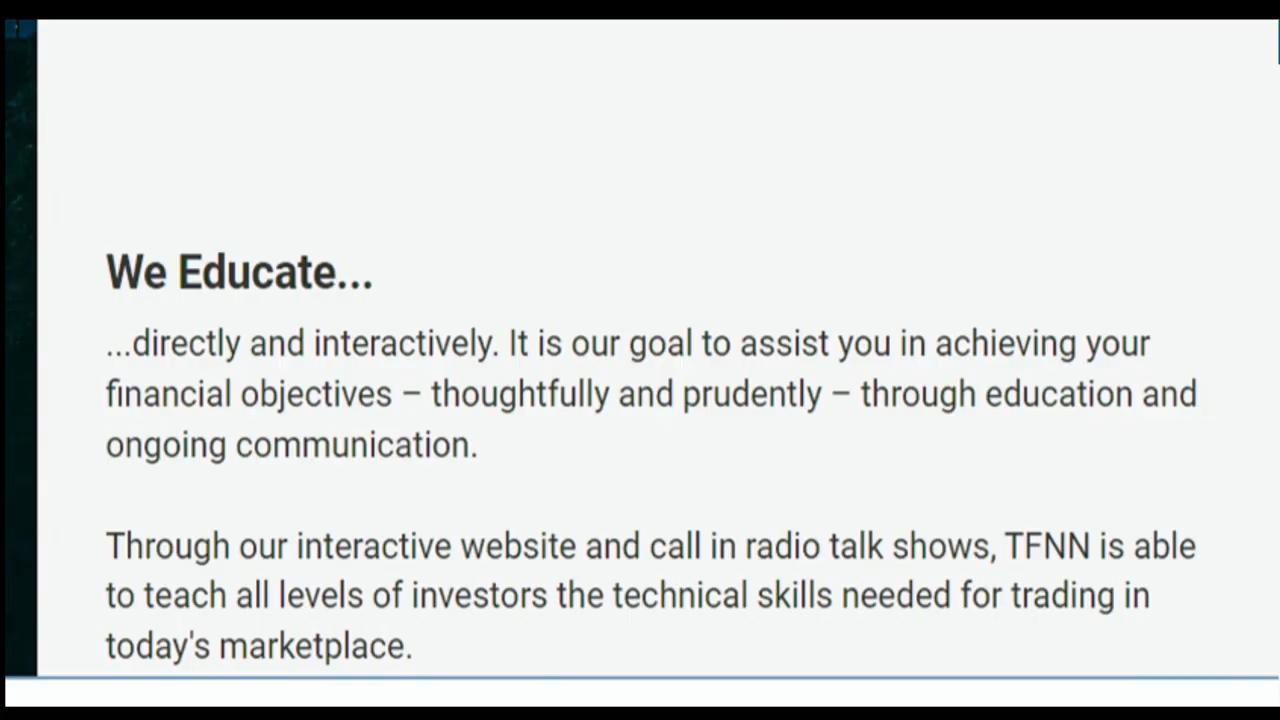 We Educate...
...directly and interactively. It is our goal to assist you in achieving your
financial objectives – thoughtfully and prudently – through education and
ongoing communication.
Through our interactive website and call in radio talk shows, TFNN is able
to teach all levels of investors the technical skills needed for trading in
today's marketplace.